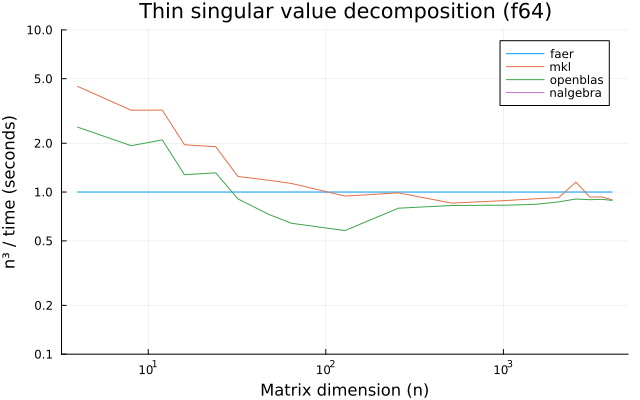 Thin singular value decomposition (f64)
n³ / time (seconds)
10.0
5.0
2.0
1.0
0.5
0.2
0.1
faer
mkl
openblas
nalgebra
10¹
10²
10³
Matrix dimension (n)